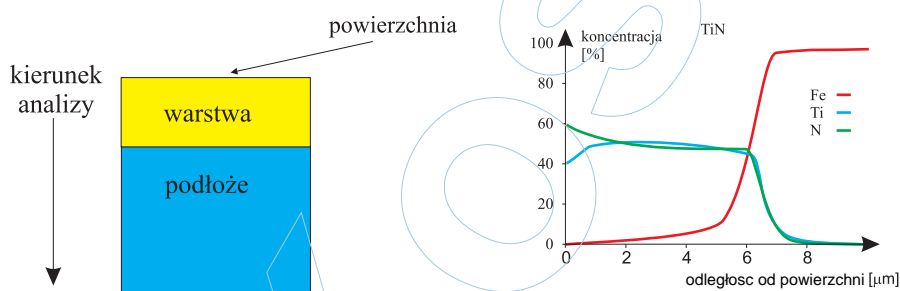 powierzchnia
kierunek
analizy
warstwa
podłoże
TiN
koncentracja
[%]
100
80
60
40
20
0
Fe
Ti
N
0 2 4 6 8
odległosc od powierzchni [μm]